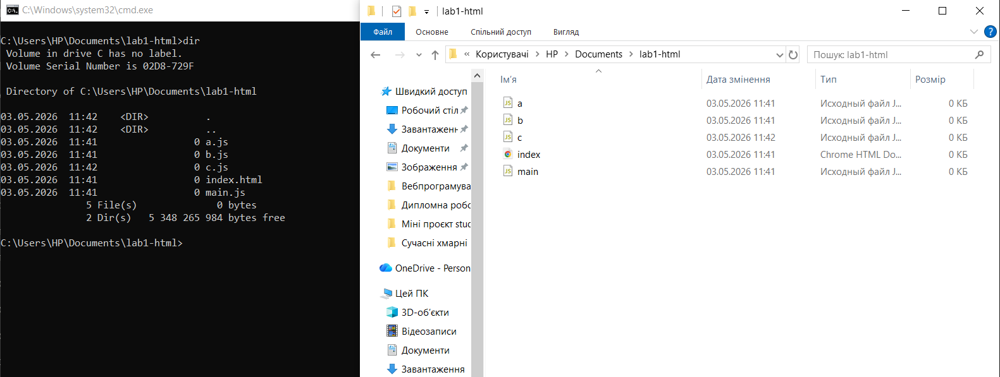 C:\Windows\system32\cmd.exe
C:\Users\HP\Documents\lab1-html>dir
Volume in drive C has no label.
Volume Serial Number is 02D8-729F
Directory of C:\Users\HP\Documents\lab1-html
03.05.2026 11:42 <DIR> .
03.05.2026 11:42 <DIR> ..
03.05.2026 11:41 0 a.js
03.05.2026 11:41 0 b.js
03.05.2026 11:42 0 c.js
03.05.2026 11:41 0 index.html
03.05.2026 11:41 0 main.js
5 File(s) 0 bytes
2 Dir(s) 5 348 265 984 bytes free
C:\Users\HP\Documents\lab1-html>
lab1-html
Файл Основне Спільний доступ Вигляд
« Користувачі > HP > Documents > lab1-html
Пошук: lab1-html
Швидкий доступ
Робочий стіл
Завантажен
Документи
Зображення
Вебпрограмува
Дипломна робо
Міні проєкт stud
Сучасні хмарні
OneDrive - Person
Цей ПК
3D-об'єкти
Відеозаписи
Документи
Завантаження
Ім'я Дата змінення Тип Розмір
a 03.05.2026 11:41 Исходный файл J... 0 КБ
b 03.05.2026 11:41 Исходный файл J... 0 КБ
c 03.05.2026 11:42 Исходный файл J... 0 КБ
index 03.05.2026 11:41 Chrome HTML Do... 0 КБ
main 03.05.2026 11:41 Исходный файл J... 0 КБ